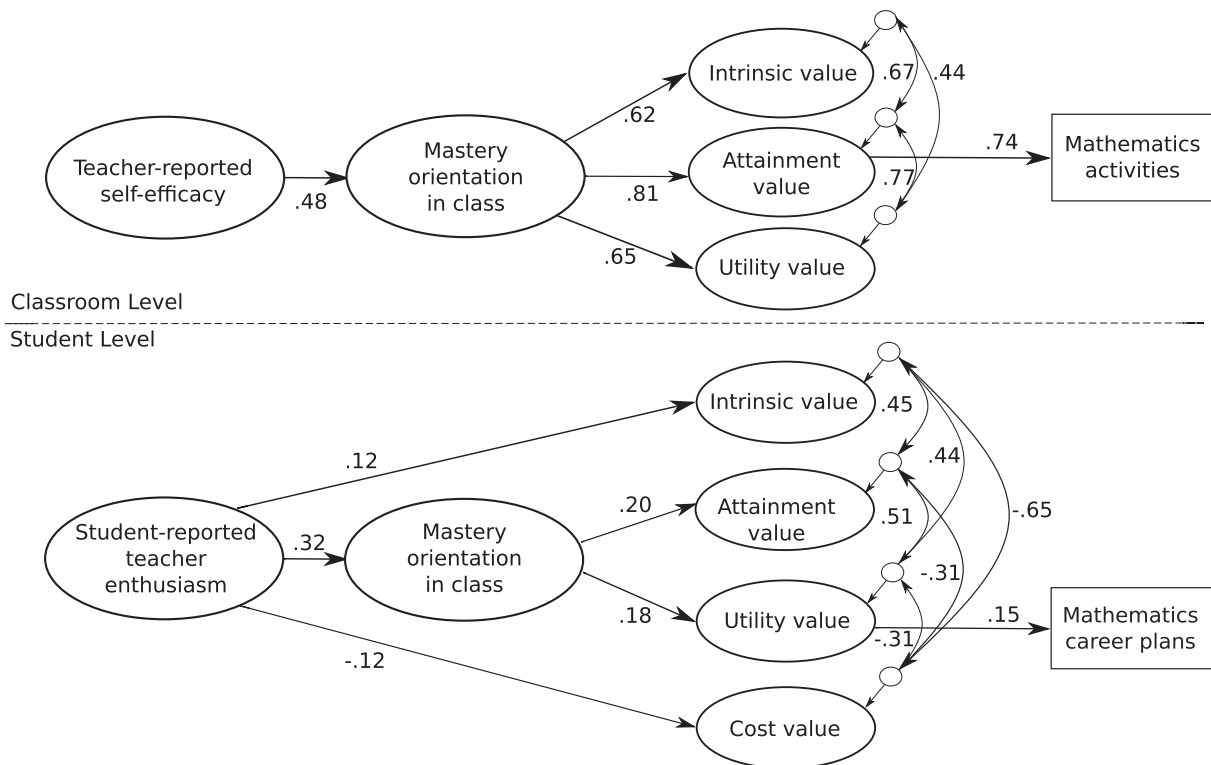 Intrinsic value
.67
.44
.62
Teacher-reported
self-efficacy
.48
Mastery
orientation
in class
.81
Attainment
value
.77
.74
Mathematics
activities
.65
Utility value
Classroom Level
Student Level
Intrinsic value
.45
.12
.44
Student-reported
teacher
enthusiasm
.32
Mastery
orientation
in class
.20
Attainment
value
.51
-.65
-.31
.18
Utility value
-.31
.15
Mathematics
career plans
-.12
Cost value